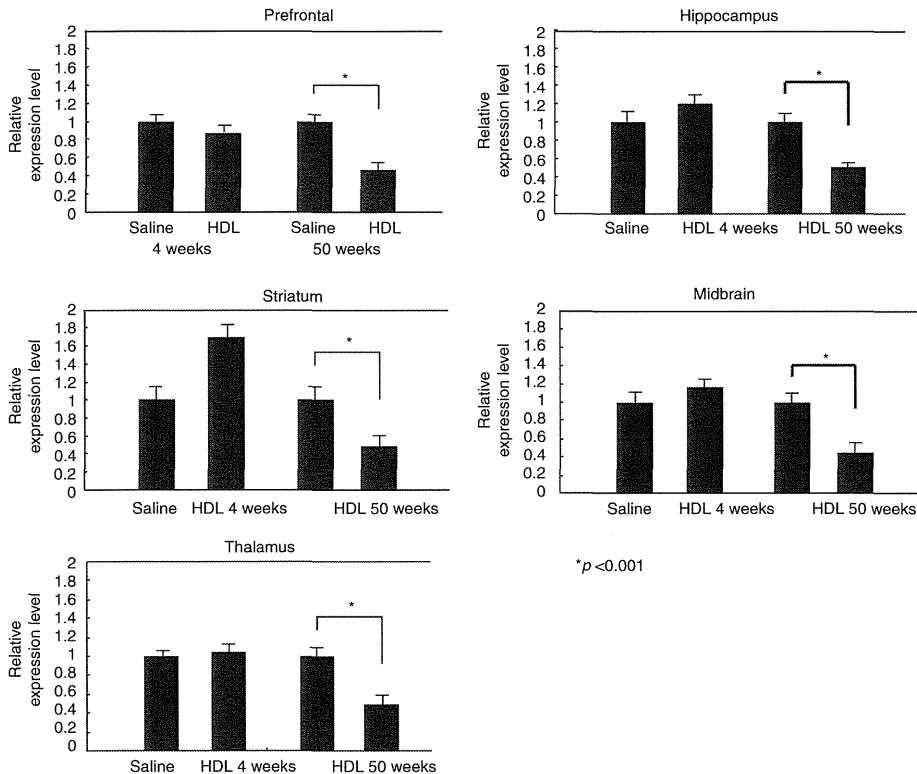 Prefrontal
Relative
expression level
2
1.8
1.6
1.4
1.2
1
0.8
0.6
0.4
0.2
0
*
Saline HDL Saline HDL
4 weeks 50 weeks
Hippocampus
Relative
expression level
2
1.8
1.6
1.4
1.2
1
0.8
0.6
0.4
0.2
0
*
Saline HDL 4 weeks HDL 50 weeks
Striatum
Relative
expression level
2
1.8
1.6
1.4
1.2
1
0.8
0.6
0.4
0.2
0
*
Saline HDL 4 weeks HDL 50 weeks
Midbrain
Relative
expression level
2
1.8
1.6
1.4
1.2
1
0.8
0.6
0.4
0.2
0
*
Saline HDL 4 weeks HDL 50 weeks
Thalamus
Relative
expression level
2
1.8
1.6
1.4
1.2
1
0.8
0.6
0.4
0.2
0
*
Saline HDL 4 weeks HDL 50 weeks
*p <0.001